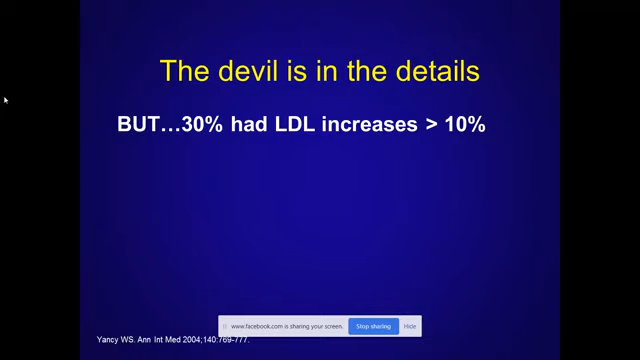 The devil is in the details
BUT…30% had LDL increases > 10%
www.facebook.com is sharing your screen.
Stop sharing
Hide
Yancy WS. Ann Int Med 2004;140:769-777.